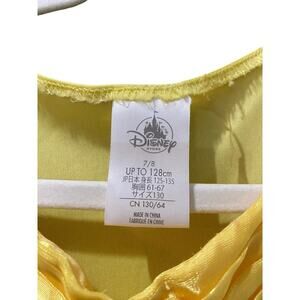 Disney
STORE
7/8
UP TO 128cm
JP日本 身長 125-135
胸囲 61-67
サイズ 130
CN 130/64
MADE IN CHINA
FABRIQUÉ EN CHINE